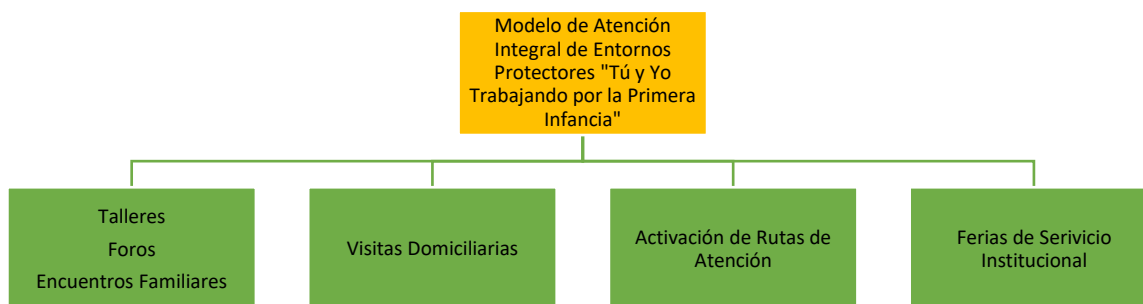 Modelo de Atención
Integral de Entornos
Protectores "Tú y Yo
Trabajando por la Primera
Infancia"
Talleres
Foros
Encuentros Familiares
Visitas Domiciliarias
Activación de Rutas de
Atención
Ferias de Serivicio
Institucional